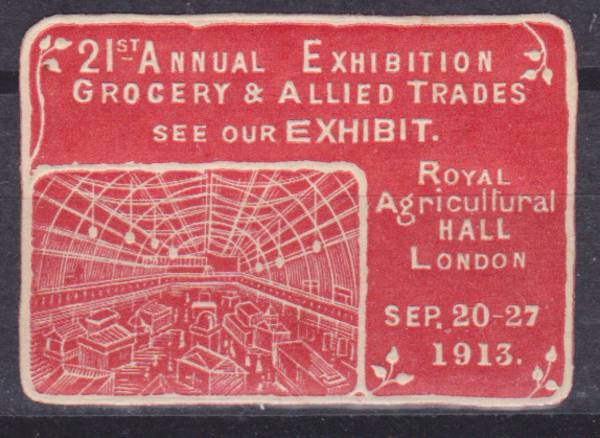 21ST ANNUAL EXHIBITION
GROCERY & ALLIED TRADES
SEE OUR EXHIBIT.
ROYAL
Agricultural
HALL
LONDON
SEP. 20-27
1913.